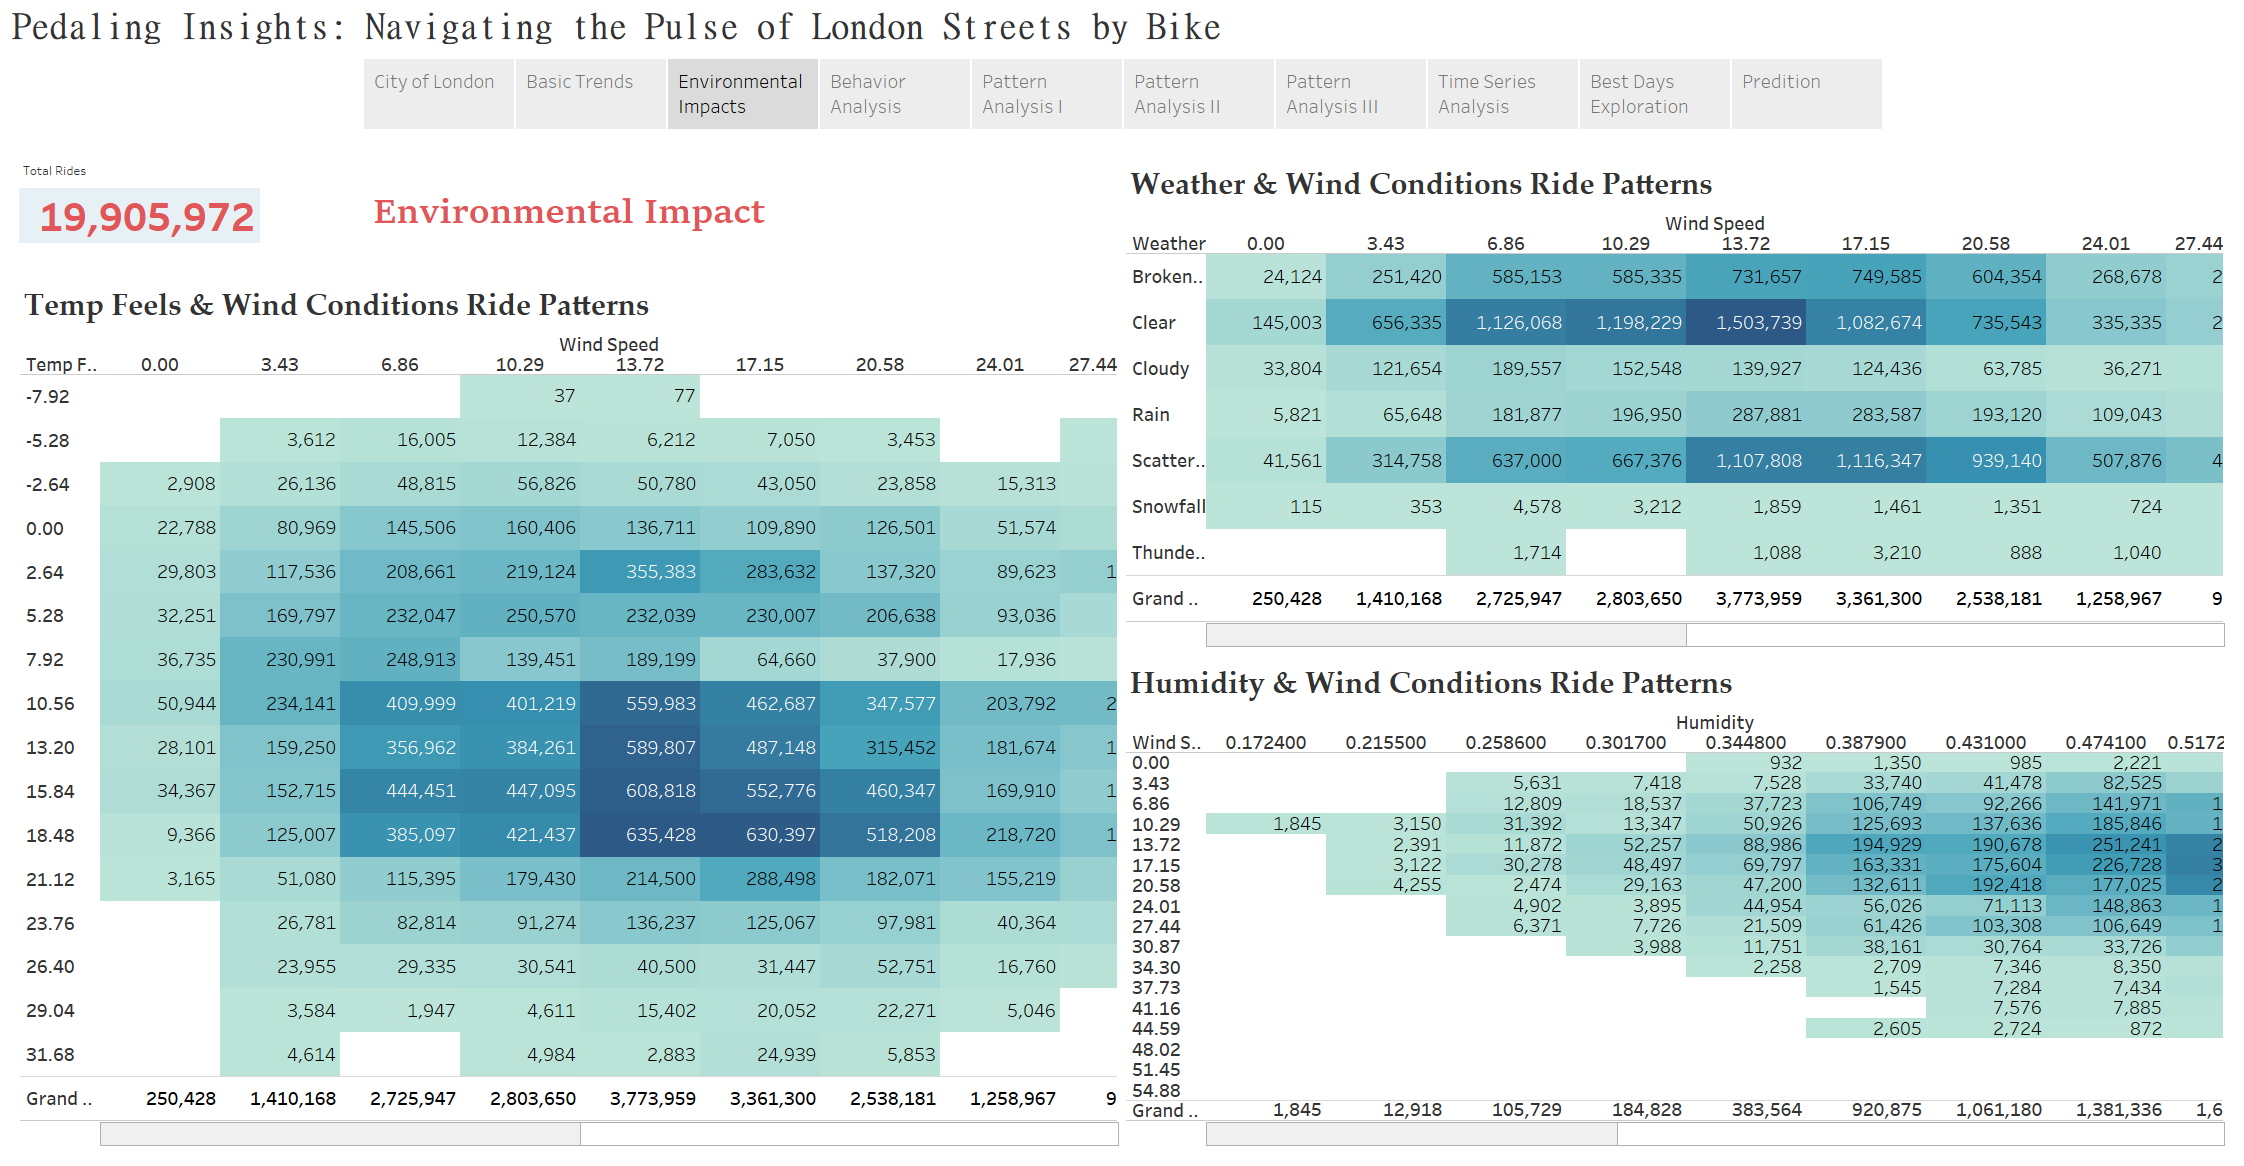 Pedaling Insights: Navigating the Pulse of London Streets by Bike
City of London
Basic Trends
Environmental
Impacts
Behavior
Analysis
Pattern
Analysis I
Pattern
Analysis II
Pattern
Analysis III
Time Series
Analysis
Best Days
Exploration
Predition
Total Rides
19,905,972
Environmental Impact
Temp Feels & Wind Conditions Ride Patterns
Wind Speed
Temp F.. 0.00 3.43 6.86 10.29 13.72 17.15 20.58 24.01 27.44
-7.92 37 77
-5.28 3,612 16,005 12,384 6,212 7,050 3,453
-2.64 2,908 26,136 48,815 56,826 50,780 43,050 23,858 15,313
0.00 22,788 80,969 145,506 160,406 136,711 109,890 126,501 51,574
2.64 29,803 117,536 208,661 219,124 355,383 283,632 137,320 89,623 1
5.28 32,251 169,797 232,047 250,570 232,039 230,007 206,638 93,036
7.92 36,735 230,991 248,913 139,451 189,199 64,660 37,900 17,936
10.56 50,944 234,141 409,999 401,219 559,983 462,687 347,577 203,792 2
13.20 28,101 159,250 356,962 384,261 589,807 487,148 315,452 181,674 1
15.84 34,367 152,715 444,451 447,095 608,818 552,776 460,347 169,910 1
18.48 9,366 125,007 385,097 421,437 635,428 630,397 518,208 218,720 1
21.12 3,165 51,080 115,395 179,430 214,500 288,498 182,071 155,219
23.76 26,781 82,814 91,274 136,237 125,067 97,981 40,364
26.40 23,955 29,335 30,541 40,500 31,447 52,751 16,760
29.04 3,584 1,947 4,611 15,402 20,052 22,271 5,046
31.68 4,614 4,984 2,883 24,939 5,853
Grand .. 250,428 1,410,168 2,725,947 2,803,650 3,773,959 3,361,300 2,538,181 1,258,967 9
Weather & Wind Conditions Ride Patterns
Wind Speed
Weather 0.00 3.43 6.86 10.29 13.72 17.15 20.58 24.01 27.44
Broken.. 24,124 251,420 585,153 585,335 731,657 749,585 604,354 268,678 2
Clear 145,003 656,335 1,126,068 1,198,229 1,503,739 1,082,674 735,543 335,335 2
Cloudy 33,804 121,654 189,557 152,548 139,927 124,436 63,785 36,271
Rain 5,821 65,648 181,877 196,950 287,881 283,587 193,120 109,043
Scatter.. 41,561 314,758 637,000 667,376 1,107,808 1,116,347 939,140 507,876 4
Snowfall 115 353 4,578 3,212 1,859 1,461 1,351 724
Thunde.. 1,714 1,088 3,210 888 1,040
Grand .. 250,428 1,410,168 2,725,947 2,803,650 3,773,959 3,361,300 2,538,181 1,258,967 9
Humidity & Wind Conditions Ride Patterns
Humidity
Wind S.. 0.172400 0.215500 0.258600 0.301700 0.344800 0.387900 0.431000 0.474100 0.5172
0.00 932 1,350 985 2,221
3.43 5,631 7,418 7,528 33,740 41,478 82,525
6.86 12,809 18,537 37,723 106,749 92,266 141,971 1
10.29 1,845 3,150 31,392 13,347 50,926 125,693 137,636 185,846 1
13.72 2,391 11,872 52,257 88,986 194,929 190,678 251,241 2
17.15 3,122 30,278 48,497 69,797 163,331 175,604 226,728 3
20.58 4,255 2,474 29,163 47,200 132,611 192,418 177,025 2
24.01 4,902 3,895 44,954 56,026 71,113 148,863 1
27.44 6,371 7,726 21,509 61,426 103,308 106,649 1
30.87 3,988 11,751 38,161 30,764 33,726
34.30 2,258 2,709 7,346 8,350
37.73 1,545 7,284 7,434
41.16 7,576 7,885
44.59 2,605 2,724 872
48.02
51.45
54.88
Grand .. 1,845 12,918 105,729 184,828 383,564 920,875 1,061,180 1,381,336 1,6